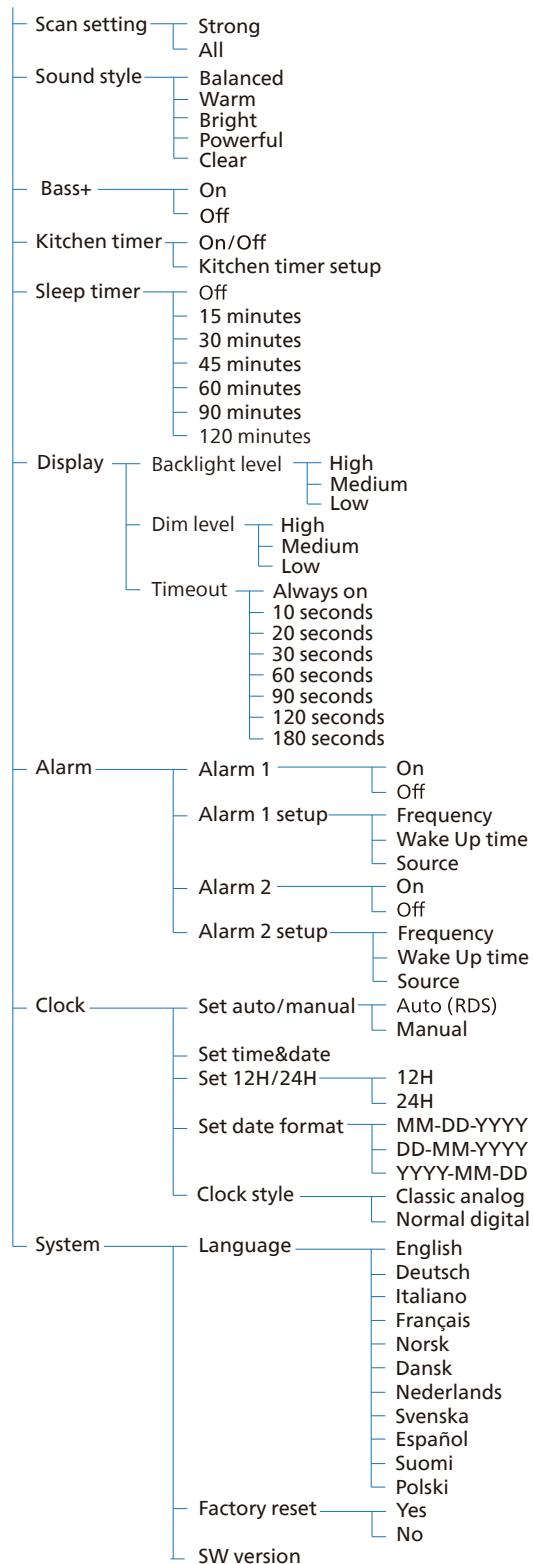 Scan setting Strong
All
Sound style Balanced
Warm
Bright
Powerful
Clear
Bass+ On
Off
Kitchen timer On/Off
Kitchen timer setup
Sleep timer Off
15 minutes
30 minutes
45 minutes
60 minutes
90 minutes
120 minutes
Display Backlight level High
Medium
Low
Dim level High
Medium
Low
Timeout Always on
10 seconds
20 seconds
30 seconds
60 seconds
90 seconds
120 seconds
180 seconds
Alarm Alarm 1 On
Off
Alarm 1 setup Frequency
Wake Up time
Source
Alarm 2 On
Off
Alarm 2 setup Frequency
Wake Up time
Source
Clock Set auto/manual Auto (RDS)
Manual
Set time&date
Set 12H/24H 12H
24H
Set date format MM-DD-YYYY
DD-MM-YYYY
YYYY-MM-DD
Clock style Classic analog
Normal digital
System Language English
Deutsch
Italiano
Français
Norsk
Dansk
Nederlands
Svenska
Español
Suomi
Polski
Factory reset Yes
No
SW version